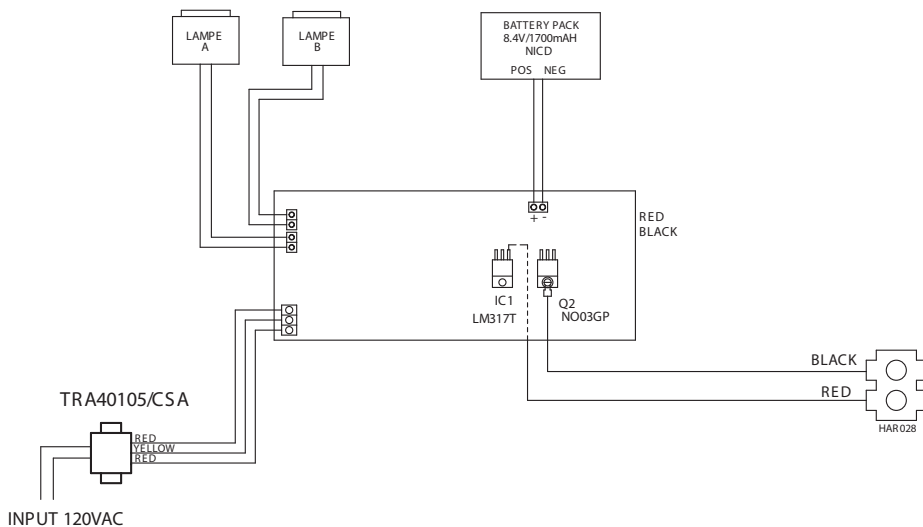 LAMPE
A
LAMPE
B
BATTERY PACK
8.4V/1700mAH
NICD
POS NEG
+ -
RED
BLACK
IC1
LM317T
Q2
NO03GP
BLACK
RED
HAR028
TRA40105/CSA
RED
YELLOW
RED
INPUT 120VAC